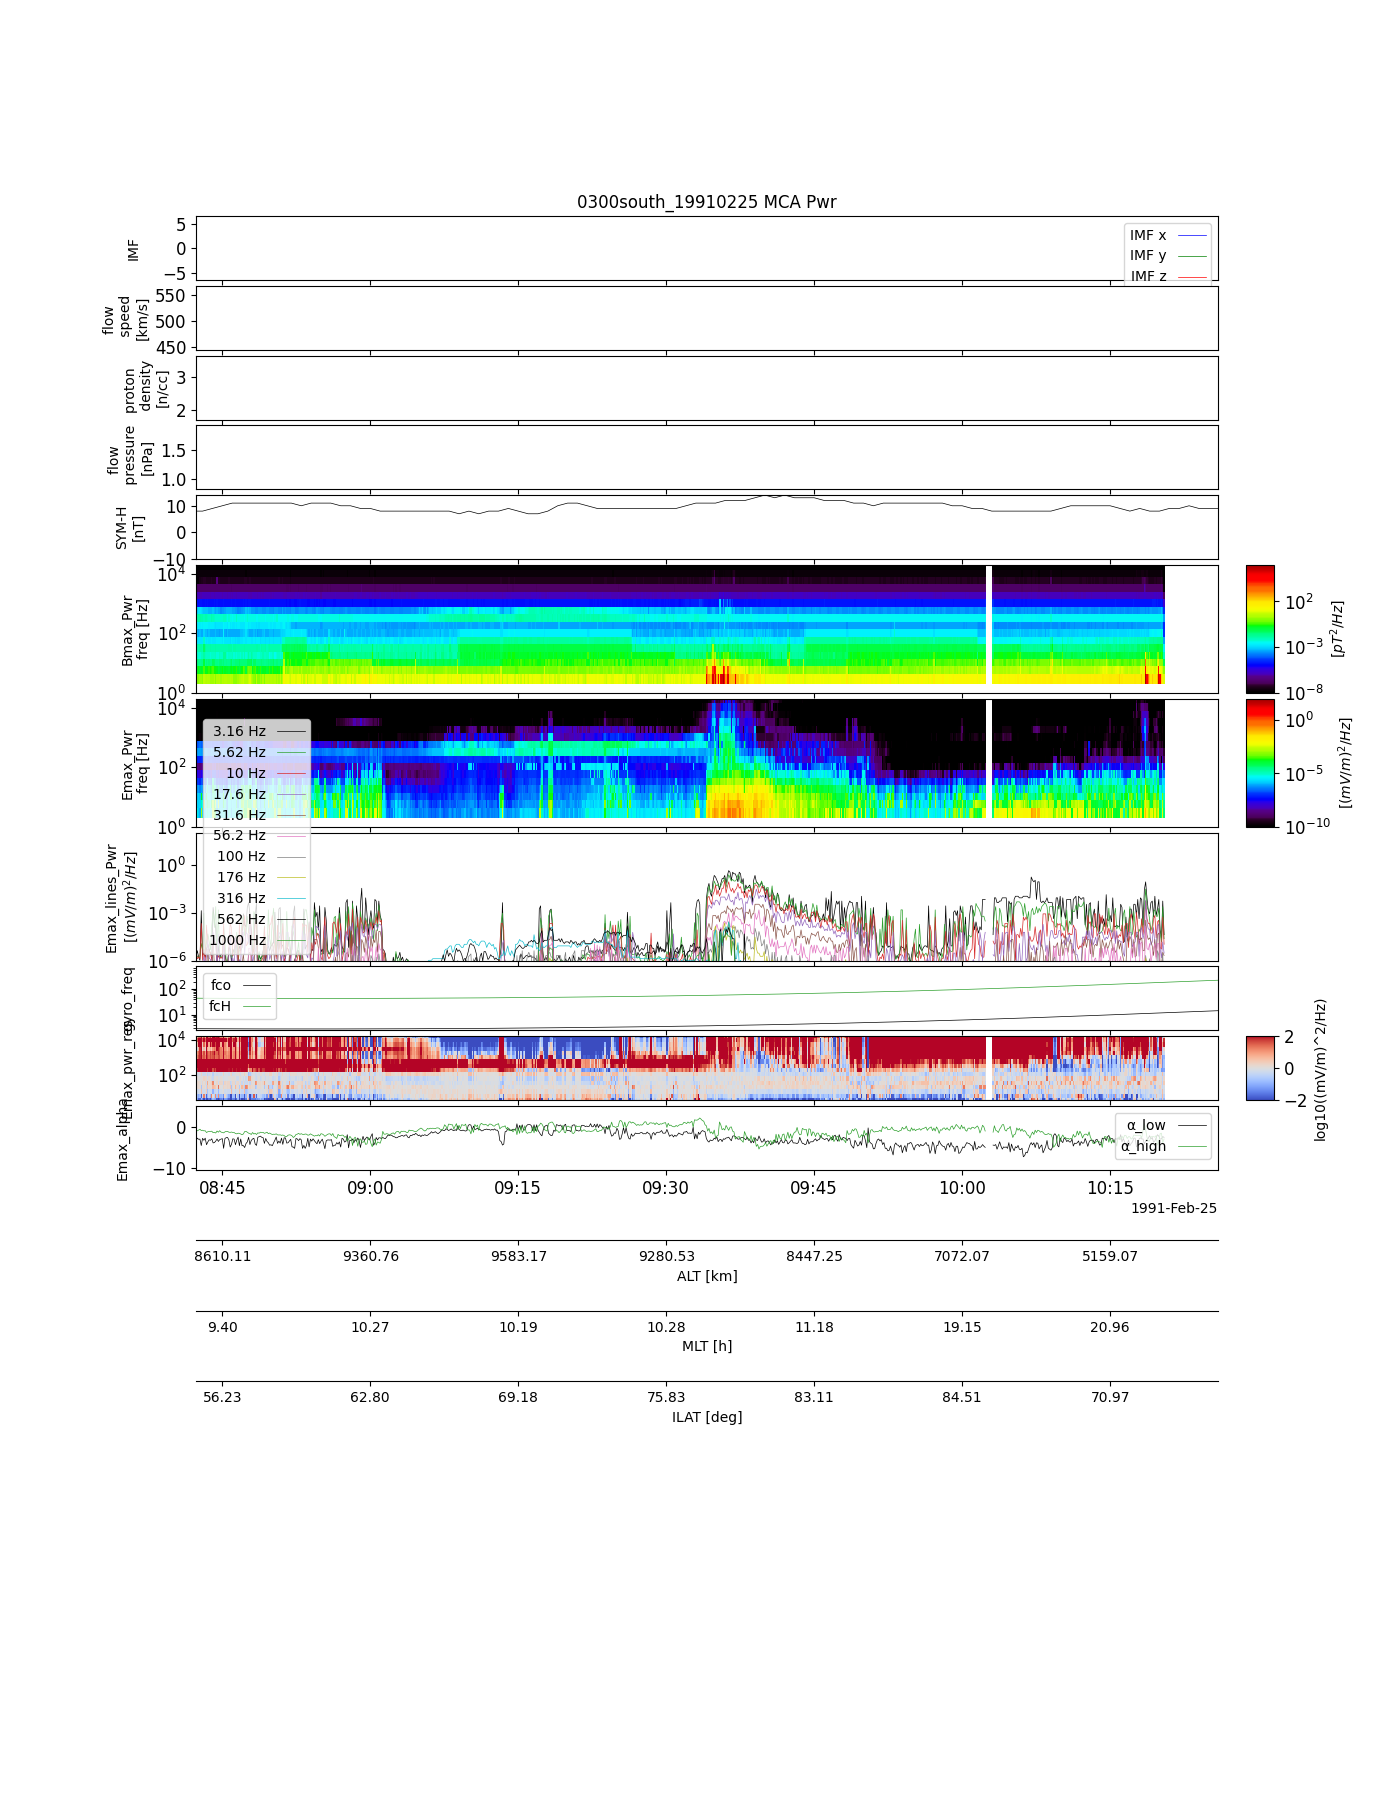 0300south_19910225 MCA Pwr
IMF
5
0
−5
IMF x
IMF y
IMF z
flow
speed
[km/s]
550
500
450
proton
density
[n/cc]
3
2
flow
pressure
[nPa]
1.5
1.0
SYM-H
[nT]
10
0
−10
Bmax_Pwr
freq [Hz]
10^4
10^2
10^0
10^2
10^−3
10^−8
[pT^2/Hz]
Emax_Pwr
freq [Hz]
10^4
10^2
10^0
10^0
10^−5
10^−10
[(mV/m)^2/Hz]
3.16 Hz
5.62 Hz
10 Hz
17.6 Hz
31.6 Hz
56.2 Hz
100 Hz
176 Hz
316 Hz
562 Hz
1000 Hz
Emax_lines_Pwr
[(mV/m)^2/Hz]
10^0
10^−3
10^−6
gyro_freq
10^2
10^1
fco
fcH
Emax_pwr_reg
10^4
10^2
2
0
−2
log10((mV/m)^2/Hz)
Emax_alpha
0
−10
α_low
α_high
08:45 09:00 09:15 09:30 09:45 10:00 10:15
1991-Feb-25
8610.11 9360.76 9583.17 9280.53 8447.25 7072.07 5159.07
ALT [km]
9.40 10.27 10.19 10.28 11.18 19.15 20.96
MLT [h]
56.23 62.80 69.18 75.83 83.11 84.51 70.97
ILAT [deg]